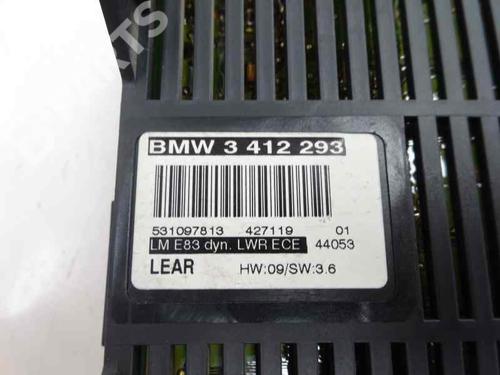 BMW 3 412 293
531097813 427119 01
LM E83 dyn. LWR ECE 44053
LEAR HW:09/SW:3.6